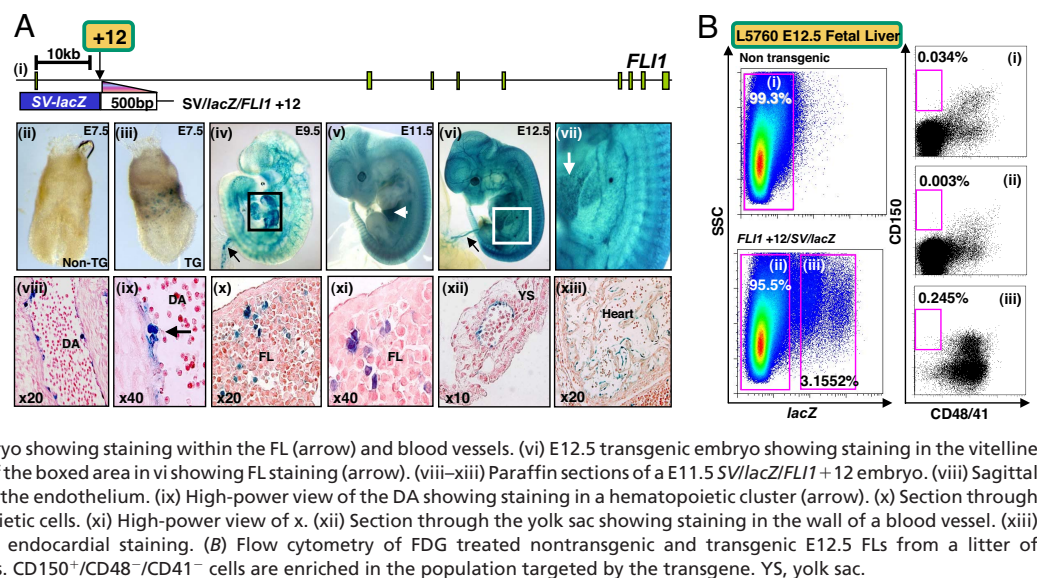 A
+12
10kb
(i)
FLI1
SV-lacZ
500bp
SV/lacZ/FLI1 +12
(ii) E7.5
Non-TG
(iii) E7.5
TG
(iv) E9.5
(v) E11.5
(vi) E12.5
(vii)
(viii)
DA
x20
(ix)
DA
x40
(x)
FL
x20
(xi)
FL
x40
(xii)
YS
x10
(xiii)
Heart
x20
B
L5760 E12.5 Fetal Liver
Non transgenic
(i)
99.3%
FLI1 +12/SV/lacZ
(ii)
95.5%
(iii)
3.1552%
SSC
lacZ
0.034%
(i)
0.003%
(ii)
0.245%
(iii)
CD150
CD48/41
yo showing staining within the FL (arrow) and blood vessels. (vi) E12.5 transgenic embryo showing staining in the vitelline
f the boxed area in vi showing FL staining (arrow). (viii–xiii) Paraffin sections of a E11.5 SV/lacZ/FLI1+12 embryo. (viii) Sagittal
the endothelium. (ix) High-power view of the DA showing staining in a hematopoietic cluster (arrow). (x) Section through
ietic cells. (xi) High-power view of x. (xii) Section through the yolk sac showing staining in the wall of a blood vessel. (xiii)
endocardial staining. (B) Flow cytometry of FDG treated nontransgenic and transgenic E12.5 FLs from a litter of
s. CD150⁺/CD48⁻/CD41⁻ cells are enriched in the population targeted by the transgene. YS, yolk sac.